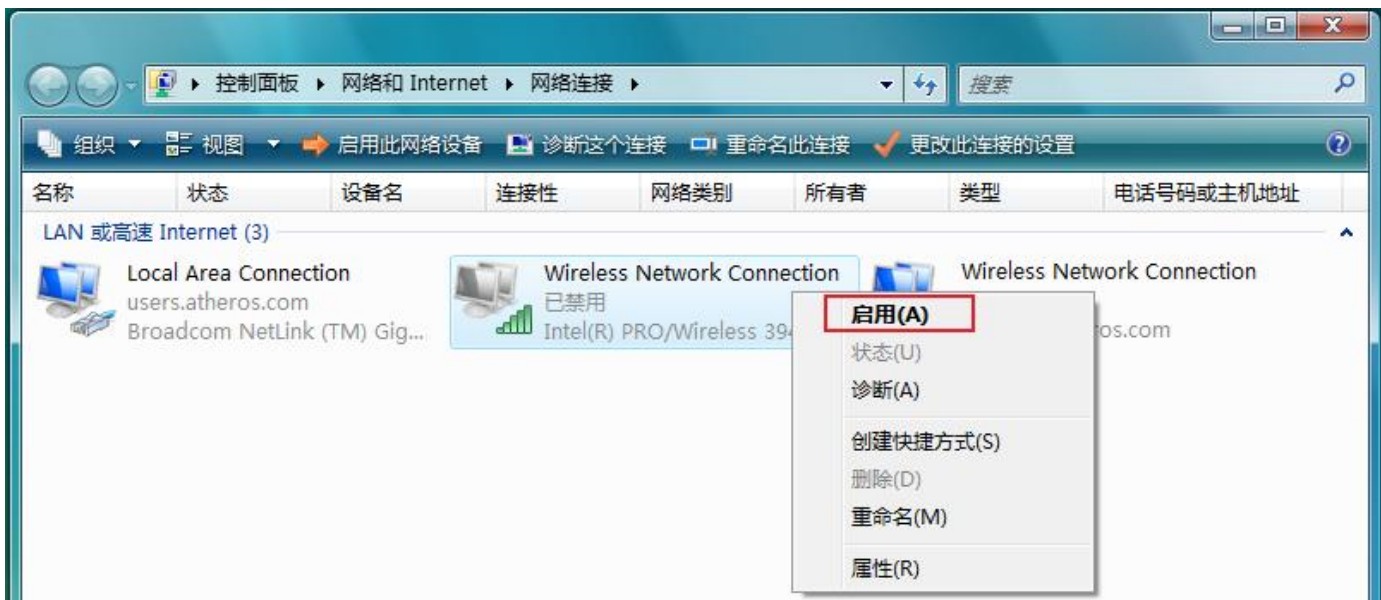 控制面板 网络和 Internet 网络连接 搜索
组织 视图 启用此网络设备 诊断这个连接 重命名此连接 更改此连接的设置
名称 状态 设备名 连接性 网络类别 所有者 类型 电话号码或主机地址
LAN 或高速 Internet (3)
Local Area Connection
users.atheros.com
Broadcom NetLink (TM) Gig...
Wireless Network Connection
已禁用
Intel(R) PRO/Wireless 394
Wireless Network Connection
os.com
启用(A)
状态(U)
诊断(A)
创建快捷方式(S)
删除(D)
重命名(M)
属性(R)